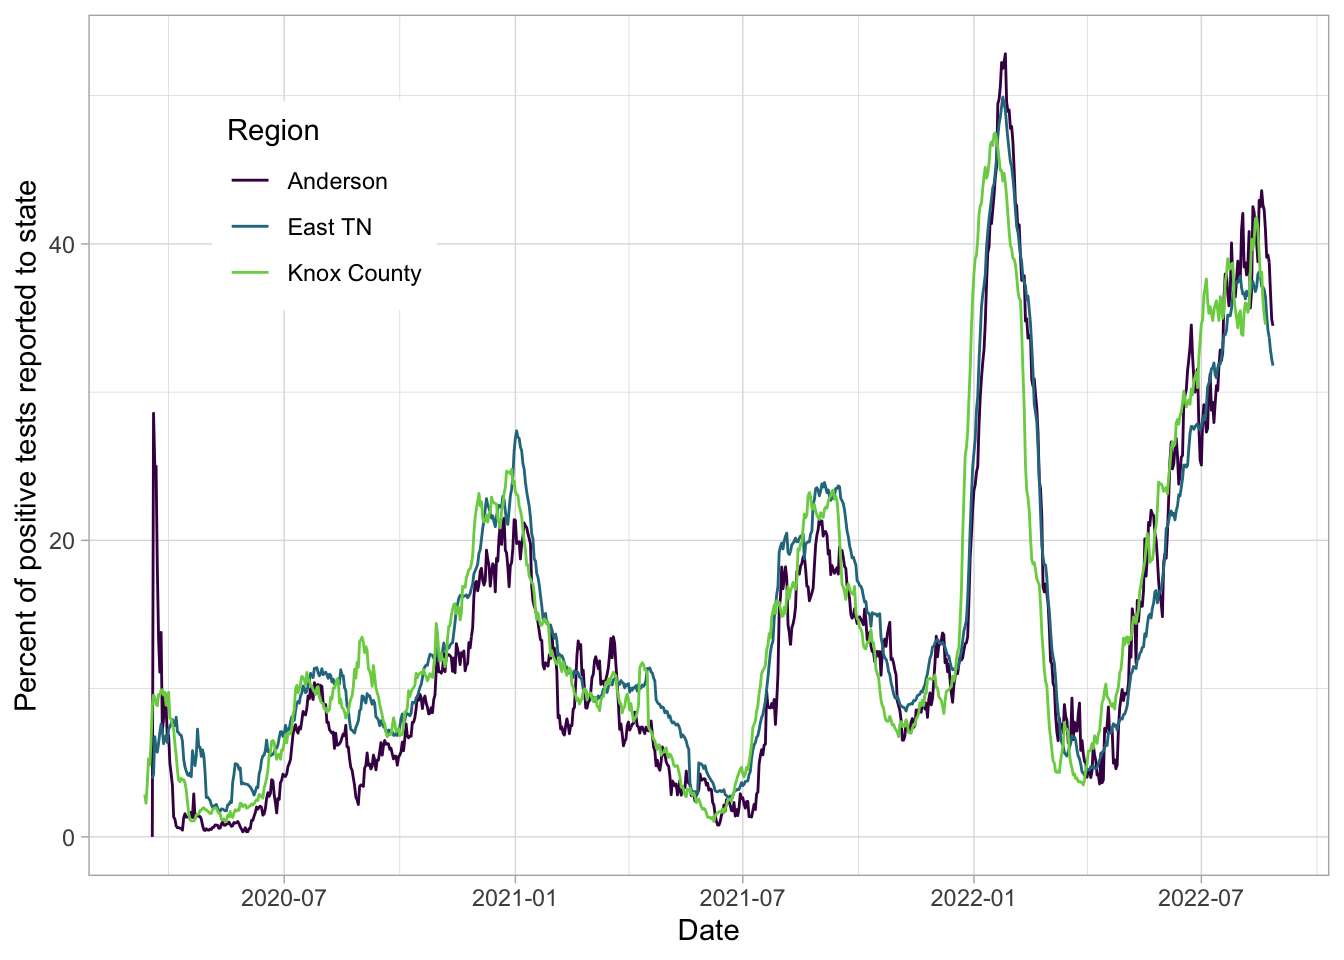 Region
Anderson
East TN
Knox County
Percent of positive tests reported to state
40
20
0
2020-07
2021-01
2021-07
2022-01
2022-07
Date